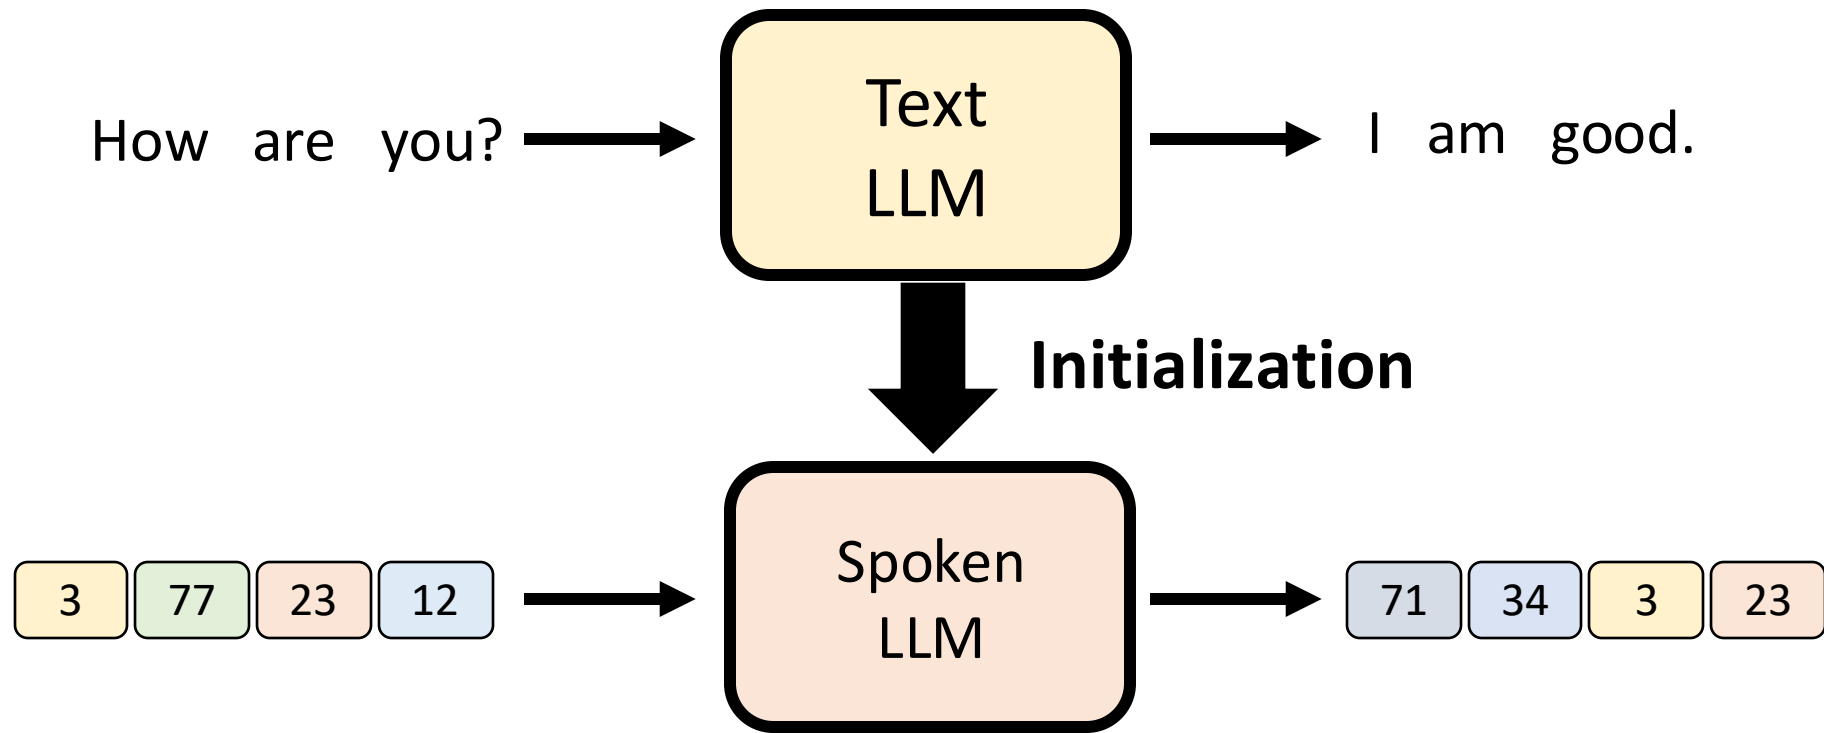 How are you?
Text
LLM
I am good.
Initialization
3 77 23 12
Spoken
LLM
71 34 3 23